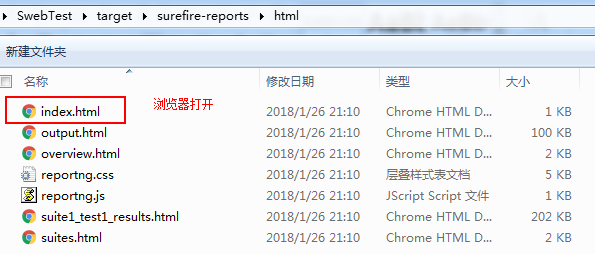 SwebTest ▸ target ▸ surefire-reports ▸ html
新建文件夹
名称 修改日期 类型 大小
index.html 浏览器打开 2018/1/26 21:10 Chrome HTML D... 1 KB
output.html 2018/1/26 21:10 Chrome HTML D... 100 KB
overview.html 2018/1/26 21:10 Chrome HTML D... 2 KB
reportng.css 2018/1/26 21:10 层叠样式表文档 5 KB
reportng.js 2018/1/26 21:10 JScript Script 文件 1 KB
suite1_test1_results.html 2018/1/26 21:10 Chrome HTML D... 202 KB
suites.html 2018/1/26 21:10 Chrome HTML D... 2 KB